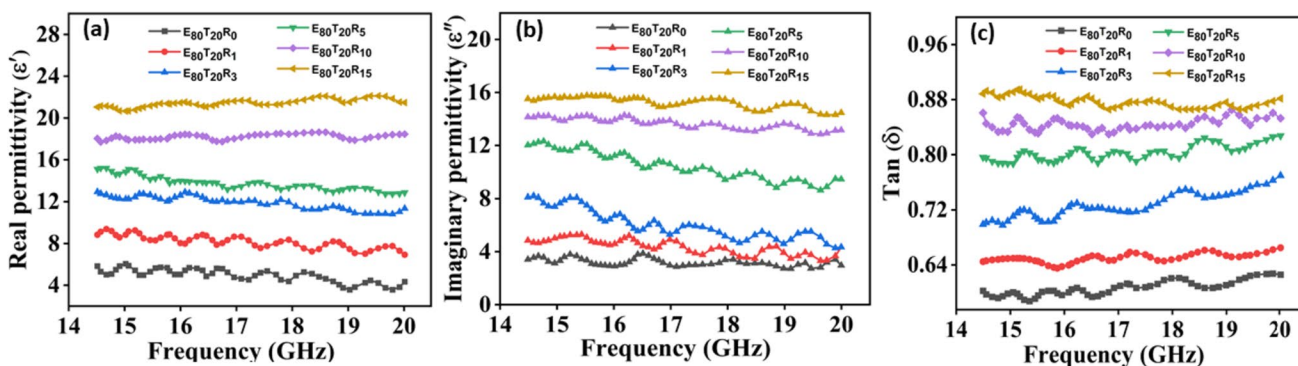 (a)
E80T20R0
E80T20R5
E80T20R1
E80T20R10
E80T20R3
E80T20R15
Real permittivity (ε′)
28
24
20
16
12
8
4
14 15 16 17 18 19 20
Frequency (GHz)
(b)
E80T20R0
E80T20R5
E80T20R1
E80T20R10
E80T20R3
E80T20R15
Imaginary permittivity (ε″)
20
16
12
8
4
0
14 15 16 17 18 19 20
Frequency (GHz)
(c)
E80T20R0
E80T20R5
E80T20R1
E80T20R10
E80T20R3
E80T20R15
Tan (δ)
0.96
0.88
0.80
0.72
0.64
14 15 16 17 18 19 20
Frequency (GHz)